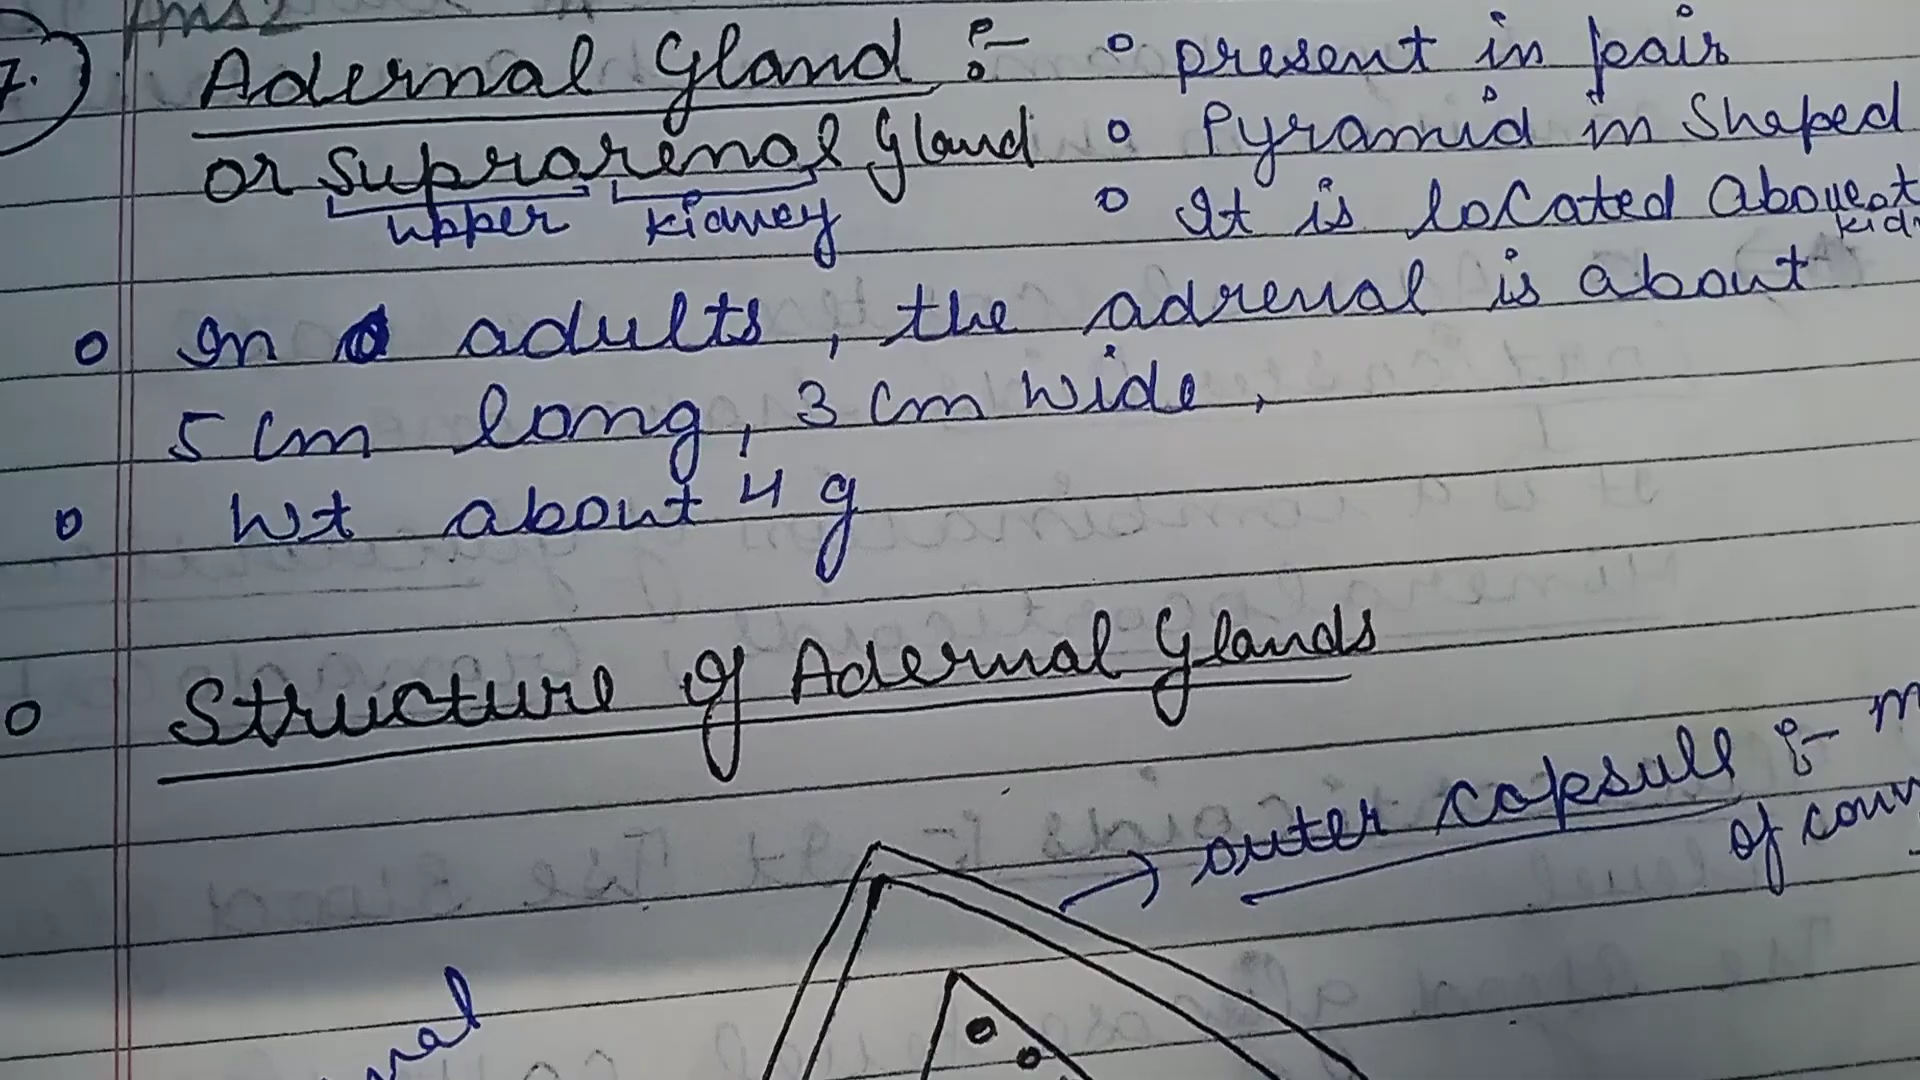 7. Adernal Gland :- ° present in pair
or Suprarenal Gland ° Pyramid in Shaped
upper kidney ° It is located above
° In adults, the adrenal is about
5 cm long, 3 cm wide,
° Wt about 4 g
° Structure of Adernal Glands
→ outer capsule :-
of